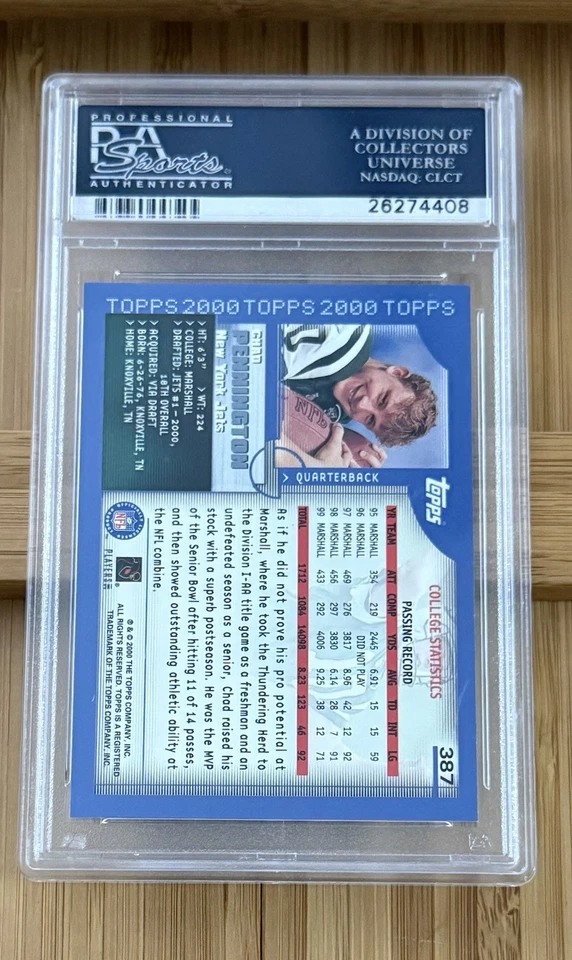 PROFESSIONAL
PSA
Sports
AUTHENTICATOR
A DIVISION OF
COLLECTORS
UNIVERSE
NASDAQ: CLCT
26274408
TOPPS 2000 TOPPS 2000 TOPPS
topps
387
> QUARTERBACK
CHAD
PENNINGTON
New York Jets
> HT: 6'3" > WT: 224
> COLLEGE: MARSHALL
> DRAFTED: JETS #1-2000,
18TH OVERALL
> ACQUIRED: VIA DRAFT
> BORN: 6-26-76, KNOXVILLE, TN
> HOME: KNOXVILLE, TN
COLLEGE STATISTICS
PASSING RECORD
YR TEAM ATT COMP YDS AVG TD INT LG
95 MARSHALL 354 219 2445 6.91 15 15 59
96 MARSHALL DID NOT PLAY
97 MARSHALL 469 276 3817 8.96 42 12 92
98 MARSHALL 456 297 3830 6.14 28 7 91
99 MARSHALL 433 292 4006 9.25 38 12 71
TOTAL 1712 1084 14098 8.23 123 46 92
As if he did not prove his pro potential at
Marshall, where he took the Thundering Herd to
the Division I-AA title game as a freshman and an
undefeated season as a senior, Chad raised his
stock with a superb postseason. He was the MVP
of the Senior Bowl after hitting 11 of 14 passes,
and then showed outstanding athletic ability at
the NFL combine.
NFL
PLAYERS INC
® & © 2000 THE TOPPS COMPANY, INC.
ALL RIGHTS RESERVED. TOPPS IS A REGISTERED
TRADEMARK OF THE TOPPS COMPANY, INC.